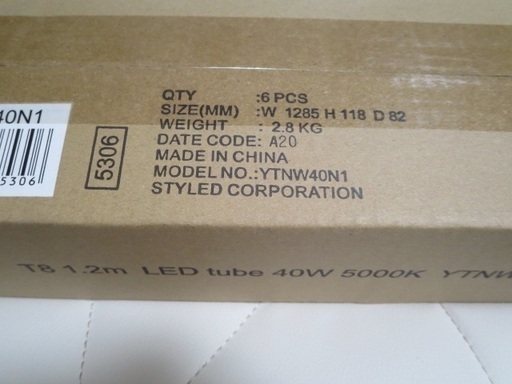 40N1
5306
5306
QTY :6 PCS
SIZE(MM) :W 1285 H 118 D 82
WEIGHT : 2.8 KG
DATE CODE: A20
MADE IN CHINA
MODEL NO.:YTNW40N1
STYLED CORPORATION
T8 1.2m LED tube 40W 5000K YTNW